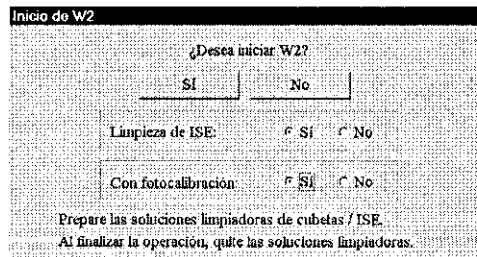 Inicio de W2
¿Desea iniciar W2?
Sí No
Limpieza de ISE: Sí No
Con fotocalibración: Sí No
Prepare las soluciones limpiadoras de cubetas / ISE.
Al finalizar la operación, quite las soluciones limpiadoras.